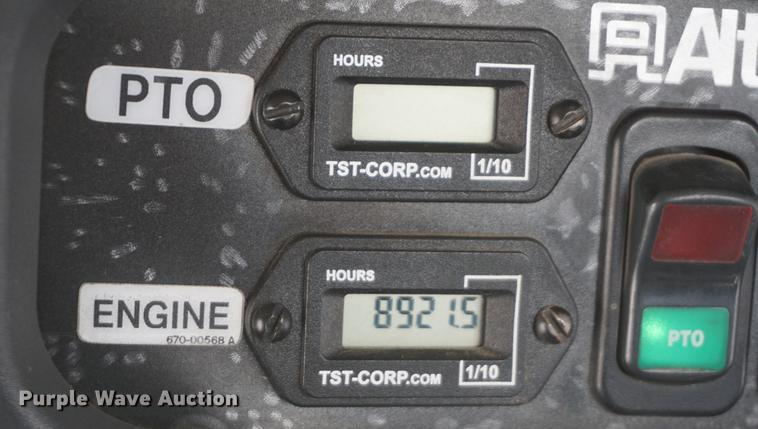 PTO
HOURS
TST-CORP.COM
1/10
Alt
ENGINE
670-00568 A
HOURS
8921.5
TST-CORP.COM
1/10
PTO
Purple Wave Auction